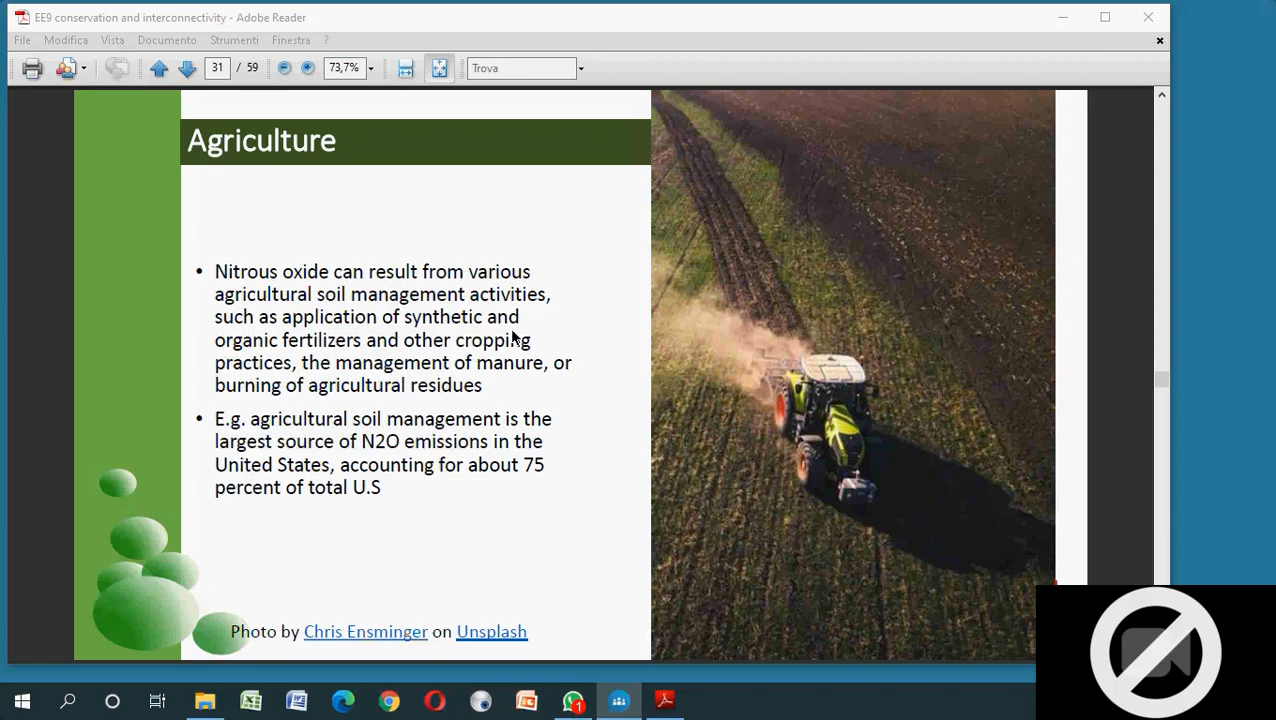 EE9 conservation and interconnectivity - Adobe Reader
File Modifica Vista Documento Strumenti Finestra ?
31 / 59 73,7% Trova
Agriculture
• Nitrous oxide can result from various
agricultural soil management activities,
such as application of synthetic and
organic fertilizers and other cropping
practices, the management of manure, or
burning of agricultural residues
• E.g. agricultural soil management is the
largest source of N2O emissions in the
United States, accounting for about 75
percent of total U.S
Photo by Chris Ensminger on Unsplash
1